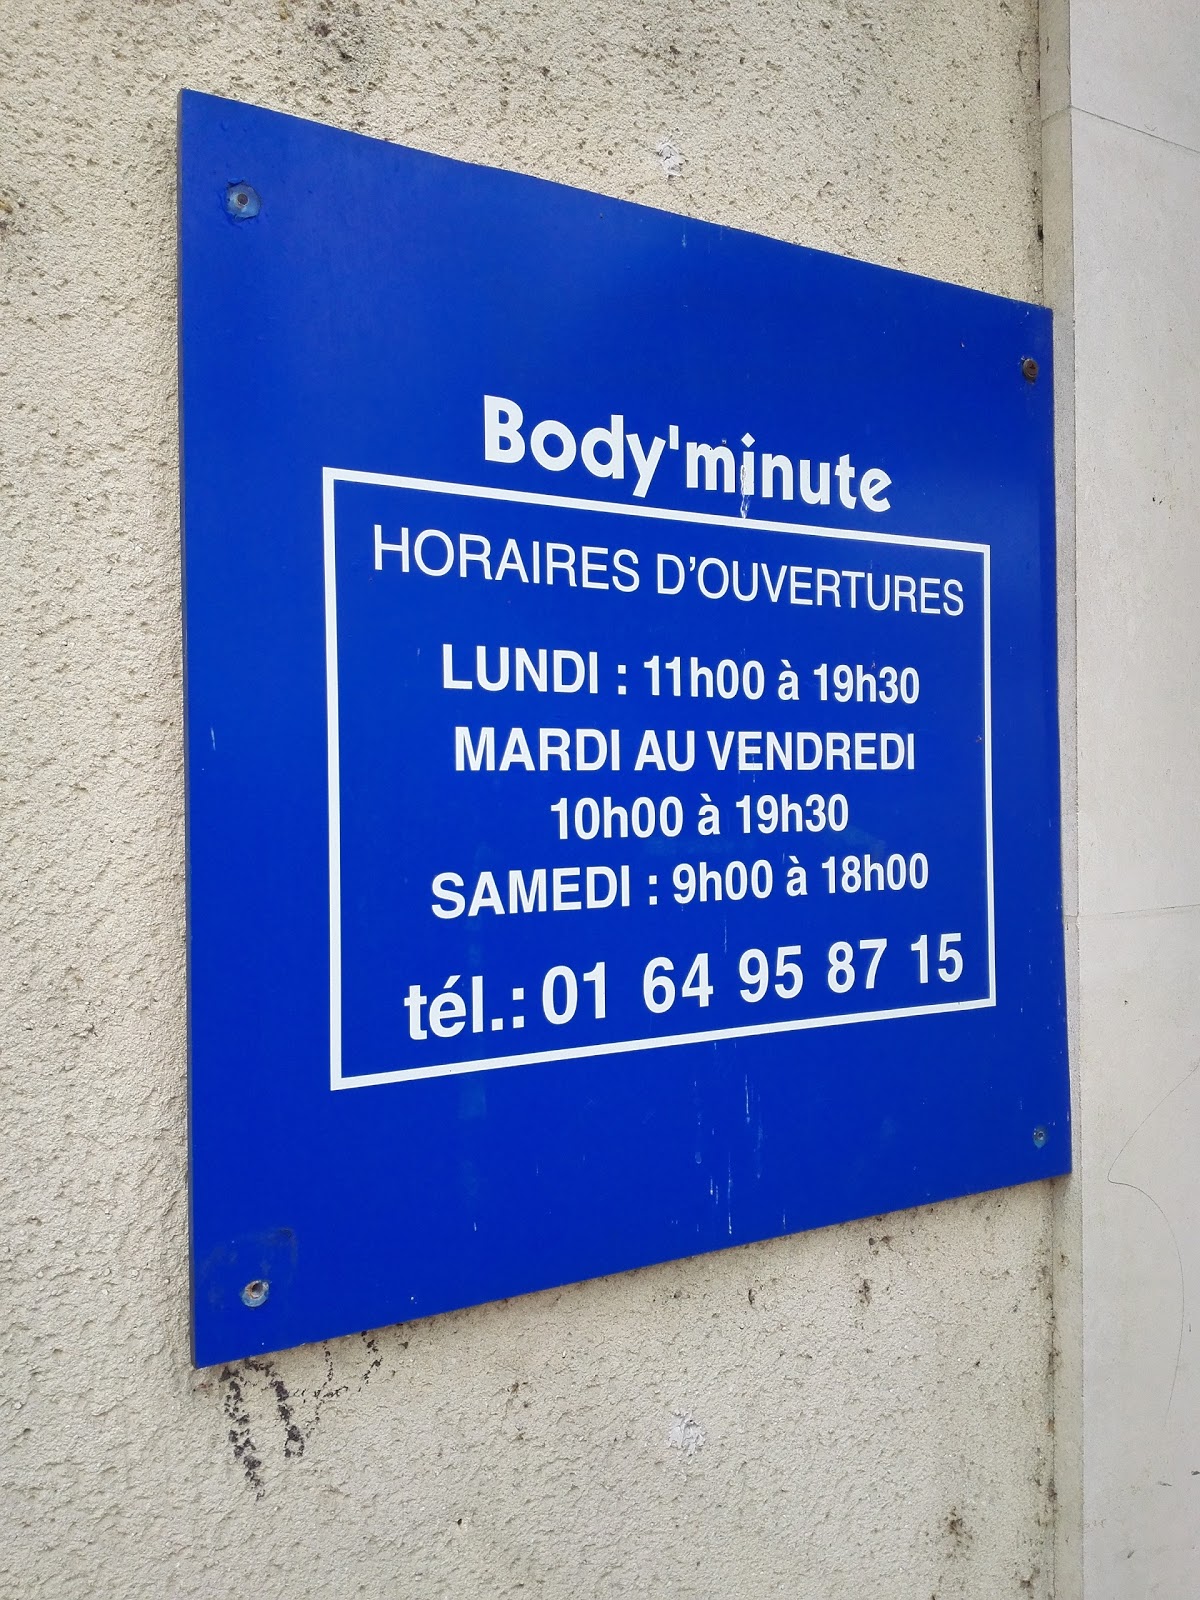 Body'minute
HORAIRES D'OUVERTURES
LUNDI : 11h00 à 19h30
MARDI AU VENDREDI
10h00 à 19h30
SAMEDI : 9h00 à 18h00
tél.: 01 64 95 87 15